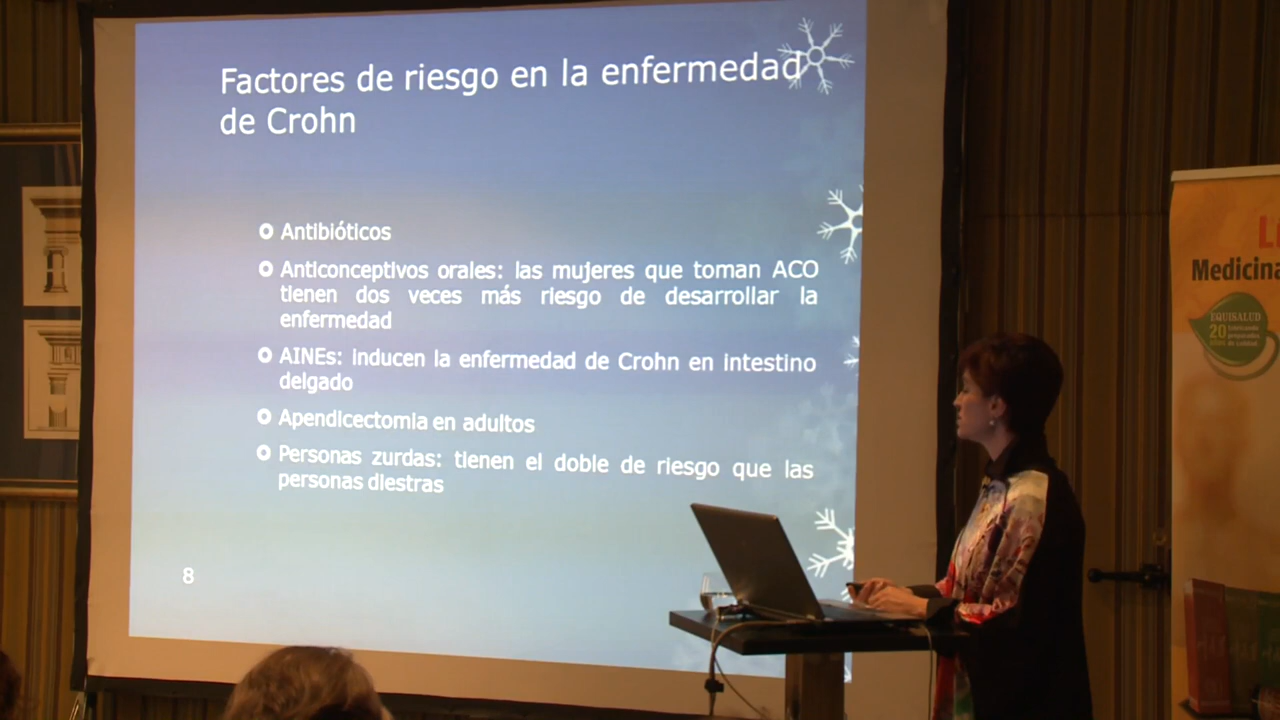 Factores de riesgo en la enfermedad
de Crohn
Antibióticos
Anticonceptivos orales: las mujeres que toman ACO
tienen dos veces más riesgo de desarrollar la
enfermedad
AINEs: inducen la enfermedad de Crohn en intestino
delgado
Apendicectomia en adultos
Personas zurdas: tienen el doble de riesgo que las
personas diestras
8
Medicina
EQUISALUD
20
años